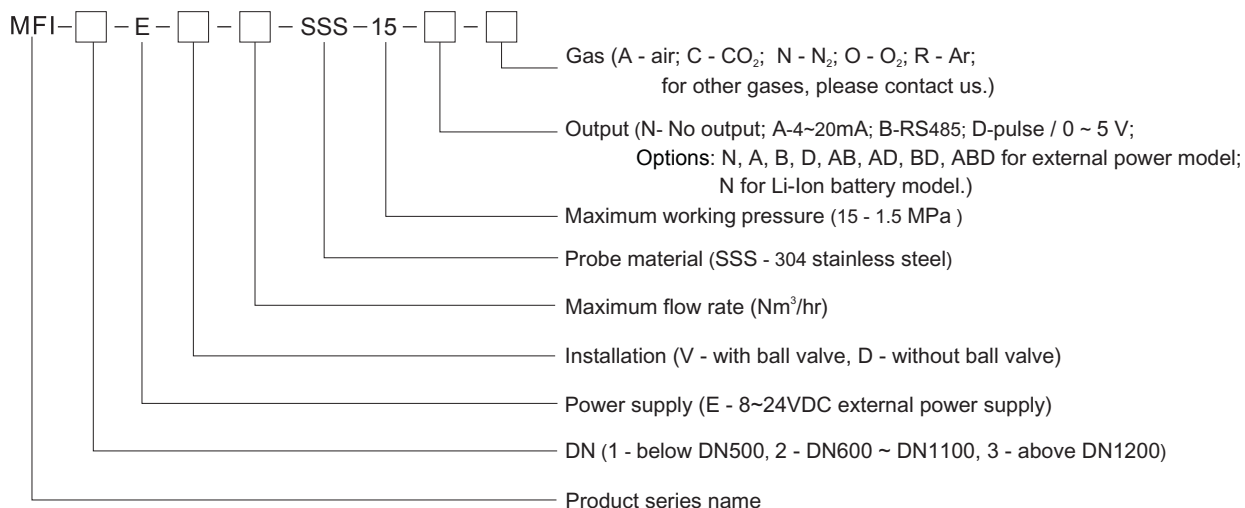 MFI-□-E-□-□-SSS-15-□-□
Gas (A - air; C - CO₂; N - N₂; O - O₂; R - Ar;
for other gases, please contact us.)
Output (N- No output; A-4~20mA; B-RS485; D-pulse / 0 ~ 5 V;
Options: N, A, B, D, AB, AD, BD, ABD for external power model;
N for Li-Ion battery model.)
Maximum working pressure (15 - 1.5 MPa )
Probe material (SSS - 304 stainless steel)
Maximum flow rate (Nm³/hr)
Installation (V - with ball valve, D - without ball valve)
Power supply (E - 8~24VDC external power supply)
DN (1 - below DN500, 2 - DN600 ~ DN1100, 3 - above DN1200)
Product series name